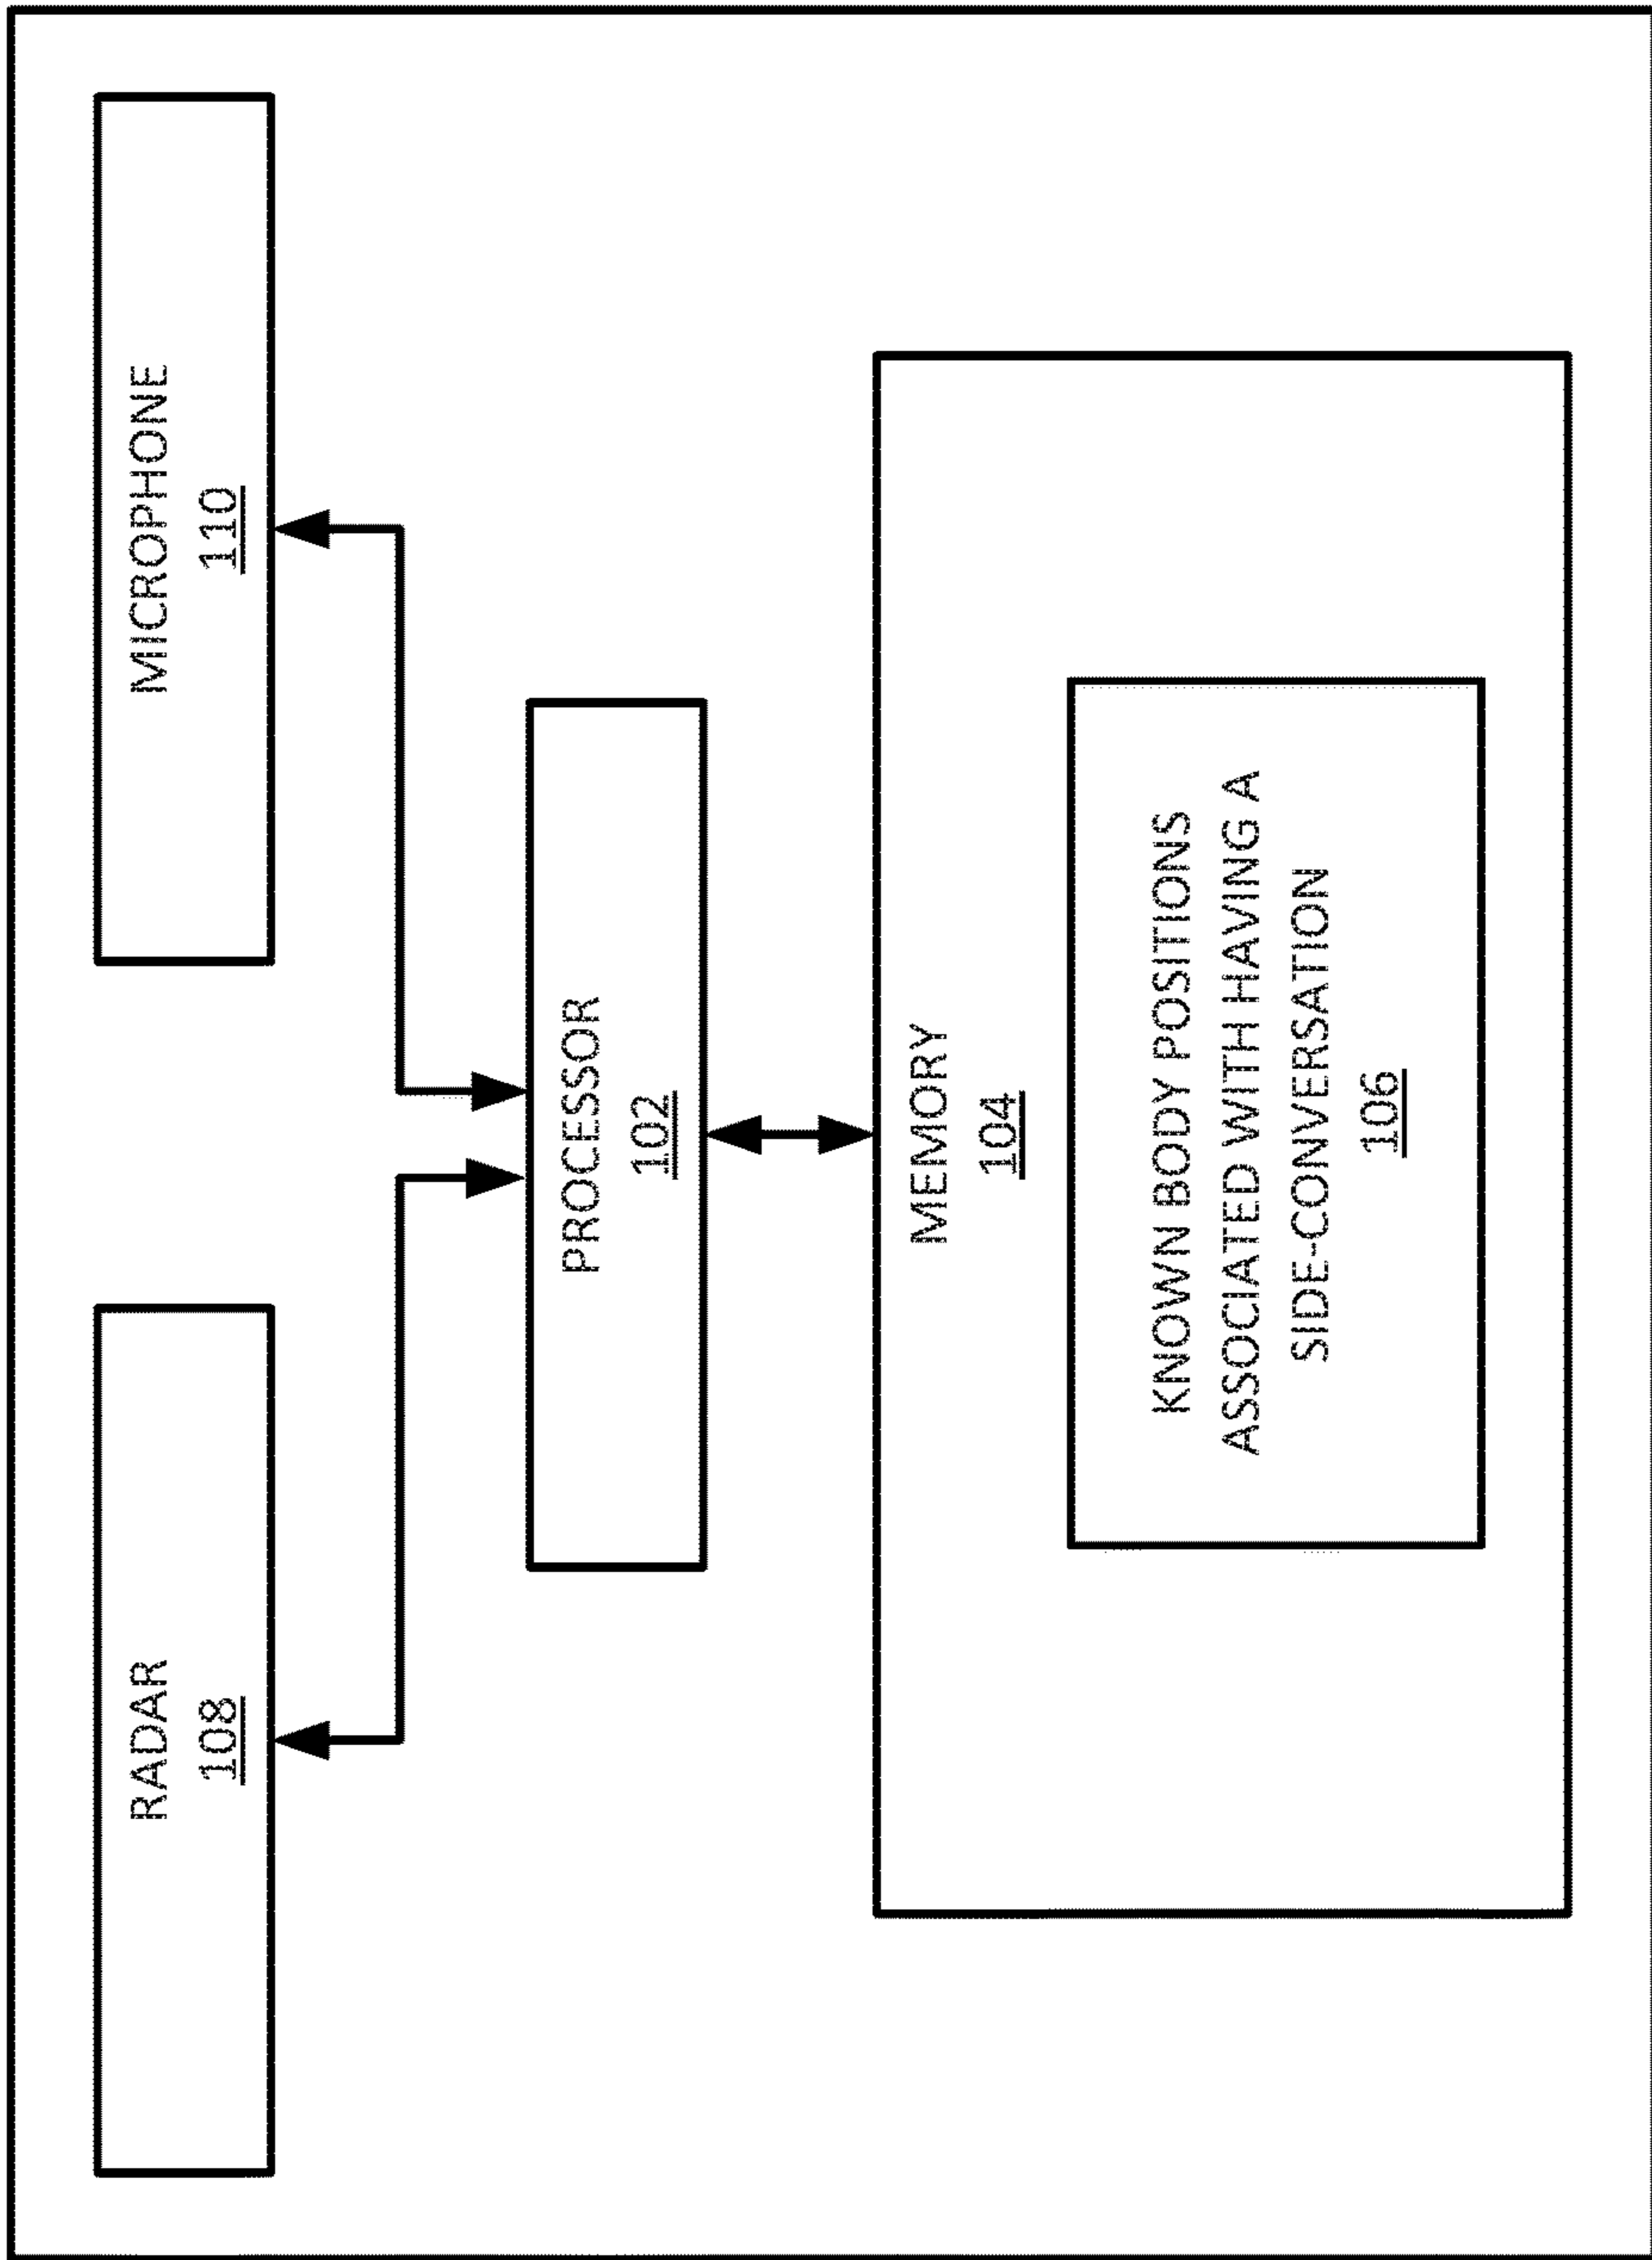 RADAR
108
MICROPHONE
110
PROCESSOR
102
MEMORY
104
KNOWN BODY POSITIONS
ASSOCIATED WITH HAVING A
SIDE-CONVERSATION
106